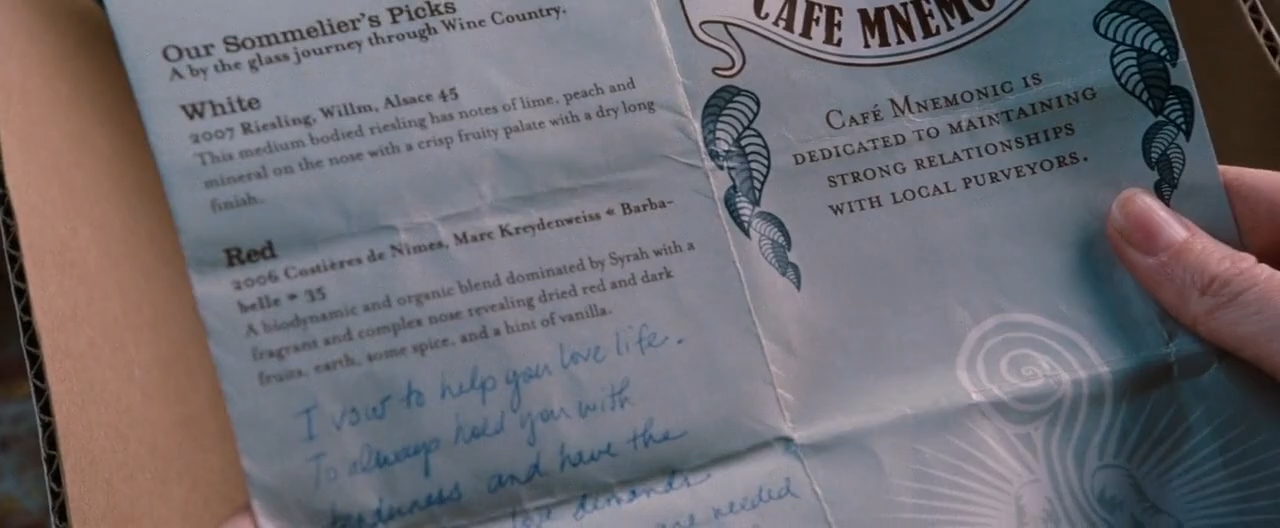 Our Sommelier's Picks
A by the glass journey through Wine Country.
White
2007 Riesling, Willm, Alsace 45
This medium bodied riesling has notes of lime, peach and
mineral on the nose with a crisp fruity palate with a dry long
finish.
Red
2006 Costières de Nimes, Marc Kreydenweiss « Barba-
belle » 35
A biodynamic and organic blend dominated by Syrah with a
fragrant and complex nose revealing dried red and dark
fruits, earth, some spice, and a hint of vanilla.
I vow to help you love life.
To always hold you with
tenderness and have the
love demands
are needed
CAFE MNEMO
CAFÉ MNEMONIC IS
DEDICATED TO MAINTAINING
STRONG RELATIONSHIPS
WITH LOCAL PURVEYORS.